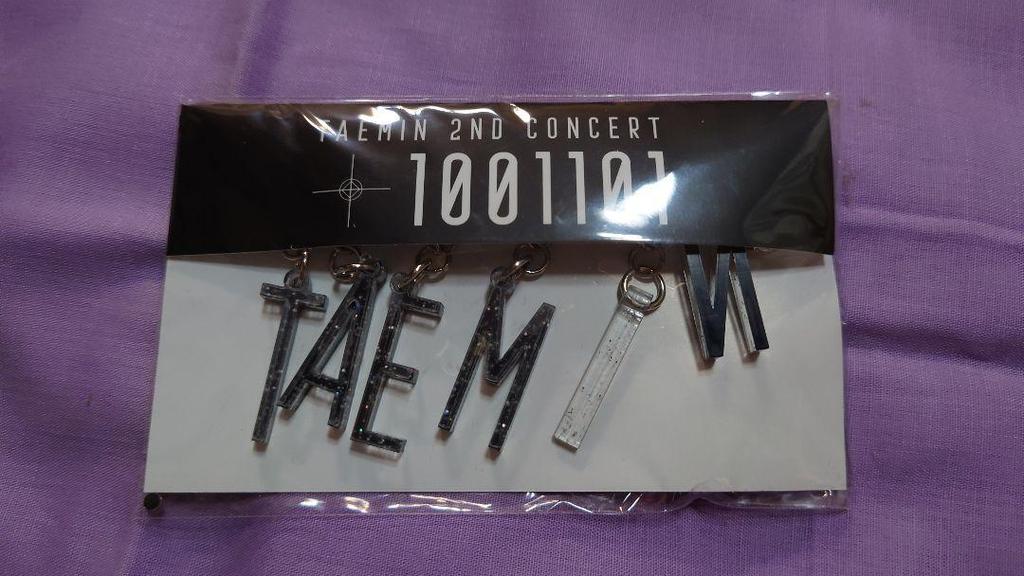 TAEMIN 2ND CONCERT
1001101
TAEMIN